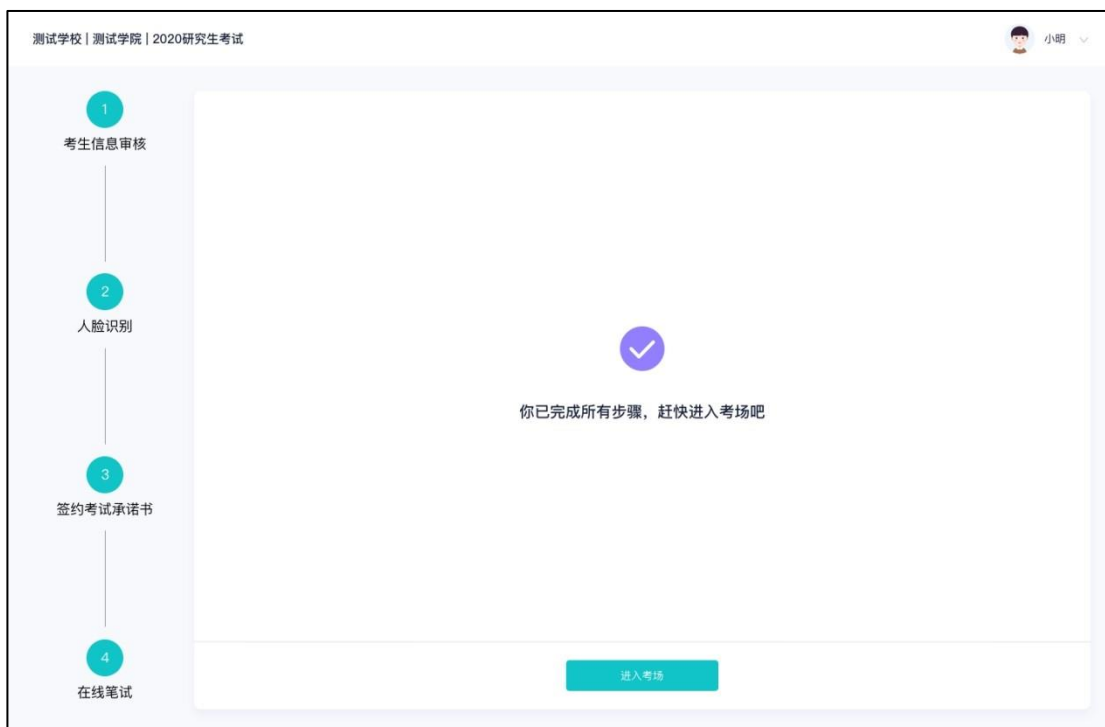 测试学校 | 测试学院 | 2020研究生考试
小明
1
考生信息审核
2
人脸识别
3
签约考试承诺书
4
在线笔试
你已完成所有步骤，赶快进入考场吧
进入考场